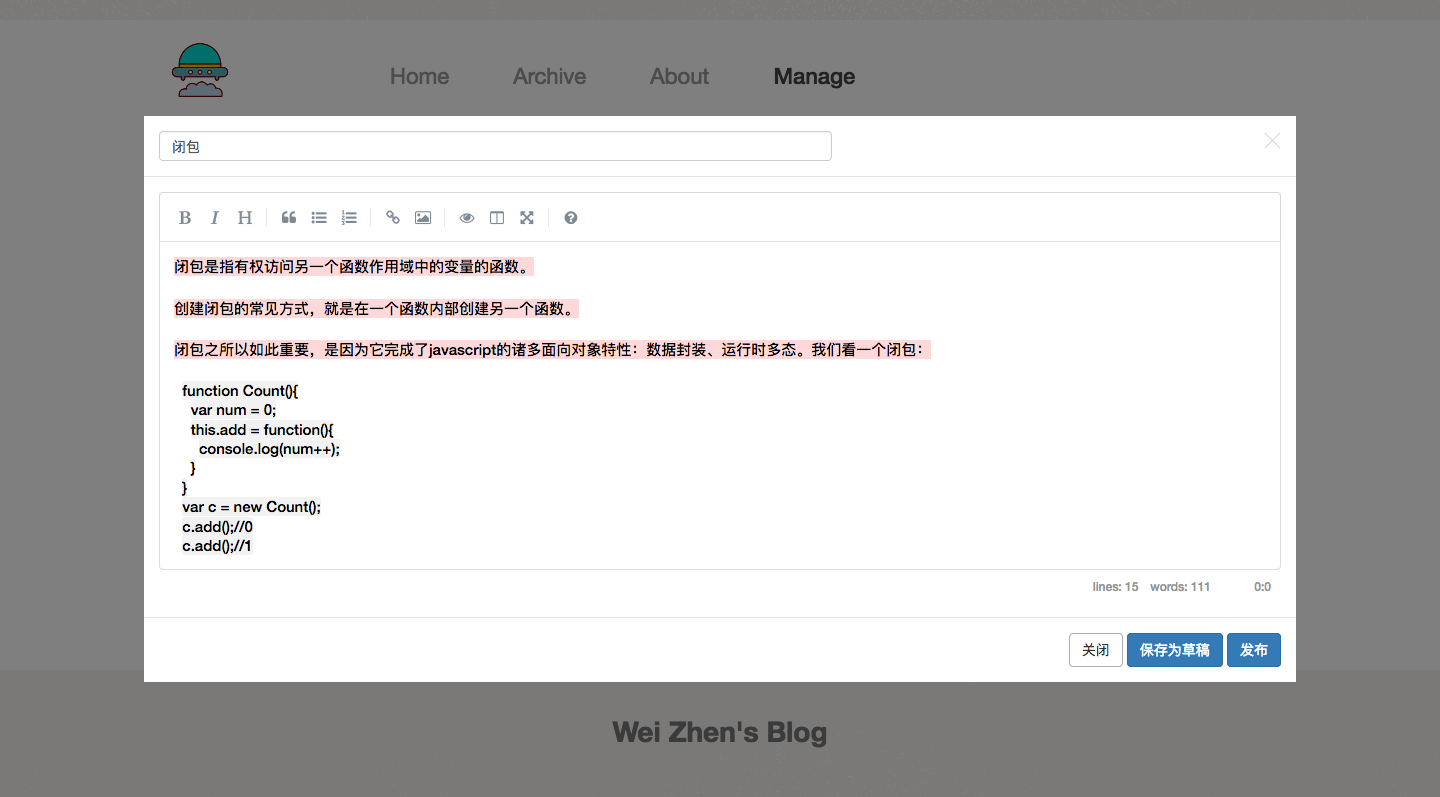 Home Archive About Manage
闭包
B I H
闭包是指有权访问另一个函数作用域中的变量的函数。
创建闭包的常见方式，就是在一个函数内部创建另一个函数。
闭包之所以如此重要，是因为它完成了javascript的诸多面向对象特性：数据封装、运行时多态。我们看一个闭包：
function Count(){
var num = 0;
this.add = function(){
console.log(num++);
}
}
var c = new Count();
c.add();//0
c.add();//1
lines: 15 words: 111 0:0
关闭 保存为草稿 发布
Wei Zhen's Blog